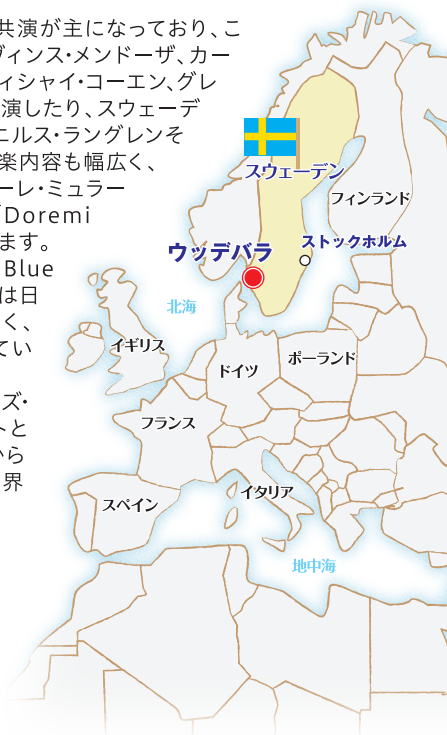 共演が主になっており、こ
ヴィンス・メンドーザ、カー
ィシャイ・コーエン、グレ
演したり、スウェーデ
ニルス・ラングレンそ
楽内容も幅広く、
ーレ・ミュラー
「Doremi
ます。
Blue
は日
く、
てい
ズ・
トと
から
界
スウェーデン
フィンランド
ストックホルム
ウッデバラ
北海
イギリス
ドイツ
ポーランド
フランス
スペイン
イタリア
地中海